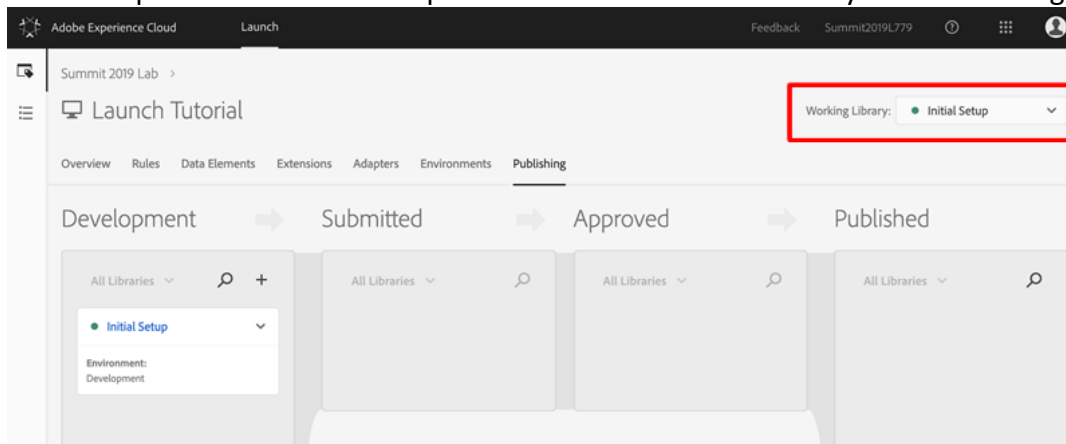 Adobe Experience Cloud Launch Feedback Summit2019L779
Summit 2019 Lab >
Launch Tutorial
Working Library: Initial Setup
Overview Rules Data Elements Extensions Adapters Environments Publishing
Development Submitted Approved Published
All Libraries All Libraries All Libraries All Libraries
Initial Setup
Environment:
Development